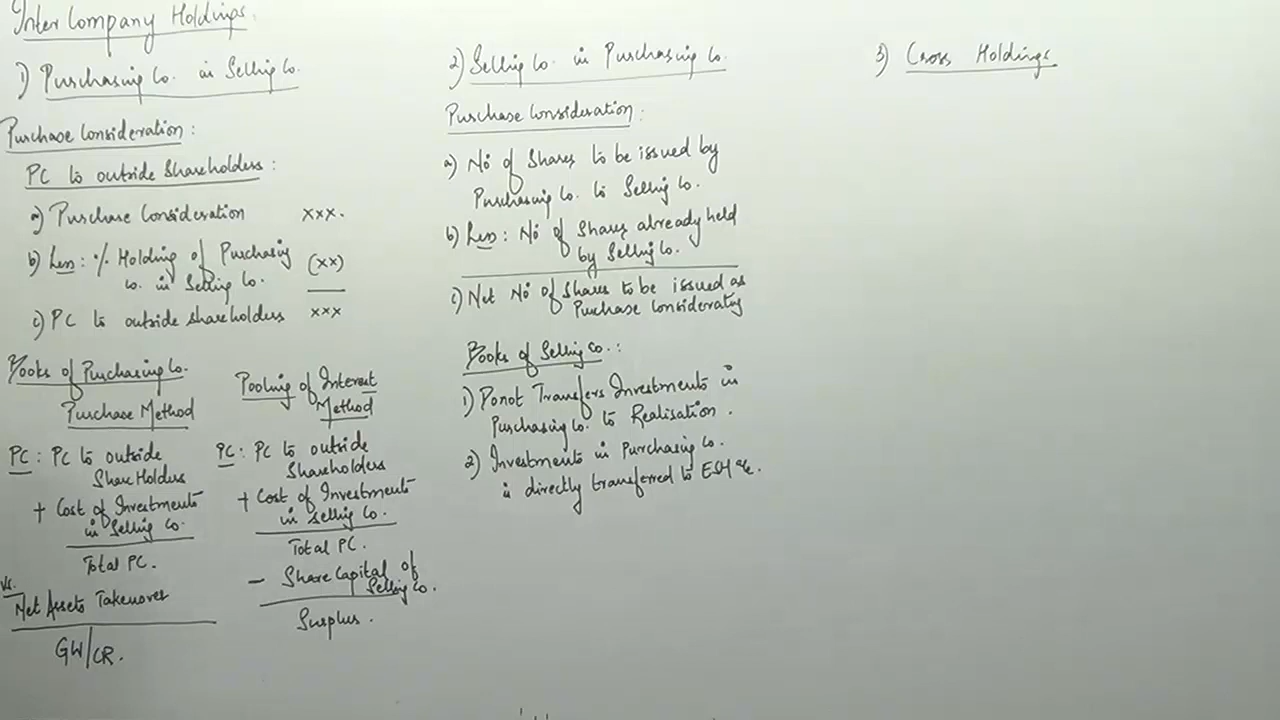 Inter Company Holdings.
1) Purchasing Co. in Selling Co.
Purchase Consideration :
PC to outside Shareholders :
a) Purchase Consideration xxx.
b) Less : % Holding of Purchasing (xx)
co. in Selling Co.
c) PC to outside shareholders xxx
Books of Purchasing Co.
Purchase Method
PC : PC to outside
Share Holders
+ Cost of Investments
in Selling Co.
Total PC.
Vs.
Net Assets Takenover
GW/CR.
Pooling of Interest
Method
PC : PC to outside
Shareholders
+ Cost of Investments
in Selling Co.
Total PC.
- Share Capital of
Selling Co.
Surplus.
2) Selling Co. in Purchasing Co.
Purchase Consideration :
a) No of Shares to be issued by
Purchasing Co. to Selling Co.
b) Less : No of Shares already held
by Selling Co.
c) Net No of Shares to be issued as
Purchase Consideration
Books of Selling Co. :
1) Donot Transfers Investments in
Purchasing Co. to Realisation.
2) Investments in Purchasing Co.
is directly transferred to ESH a/c.
3) Cross Holdings